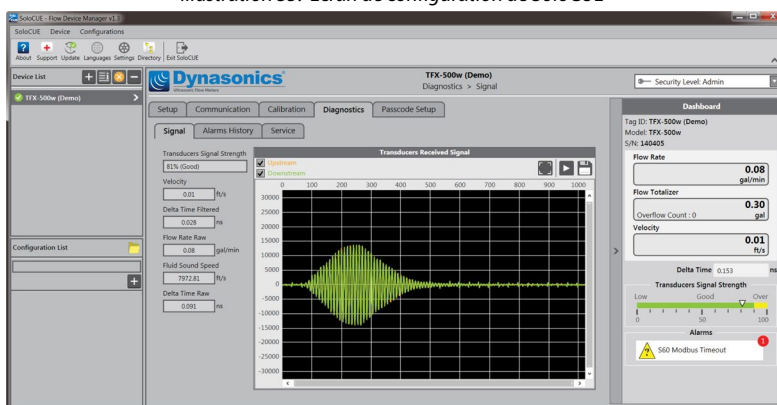 SoloCUE - Flow Device Manager v1.3
SoloCUE Device Configurations
About Support Update Languages Settings Directory Exit SoloCUE
Device List
TFX-500w (Demo)
Configuration List
Dynasonics®
Ultrasonic Flow Meters
TFX-500w (Demo)
Diagnostics > Signal
Security Level: Admin
Setup Communication Calibration Diagnostics Passcode Setup
Signal Alarms History Service
Transducers Signal Strength
81% (Good)
Velocity
0.01 ft/s
Delta Time Filtered
0.028 ns
Flow Rate Raw
0.08 gal/min
Fluid Sound Speed
7972.81 ft/s
Delta Time Raw
0.091 ns
Transducers Received Signal
Upstream
Downstream
0 100 200 300 400 500 600 700 800 900 1000
30000
25000
20000
15000
10000
5000
0
-5000
-10000
-15000
-20000
-25000
-30000
Dashboard
Tag ID: TFX-500w (Demo)
Model: TFX-500w
S/N: 140405
Flow Rate
0.08
gal/min
Flow Totalizer
0.30
Overflow Count : 0 gal
Velocity
0.01
ft/s
Delta Time 0.153 ns
Transducers Signal Strength
Low Good Over
0 50 100
Alarms
S60 Modbus Timeout
1